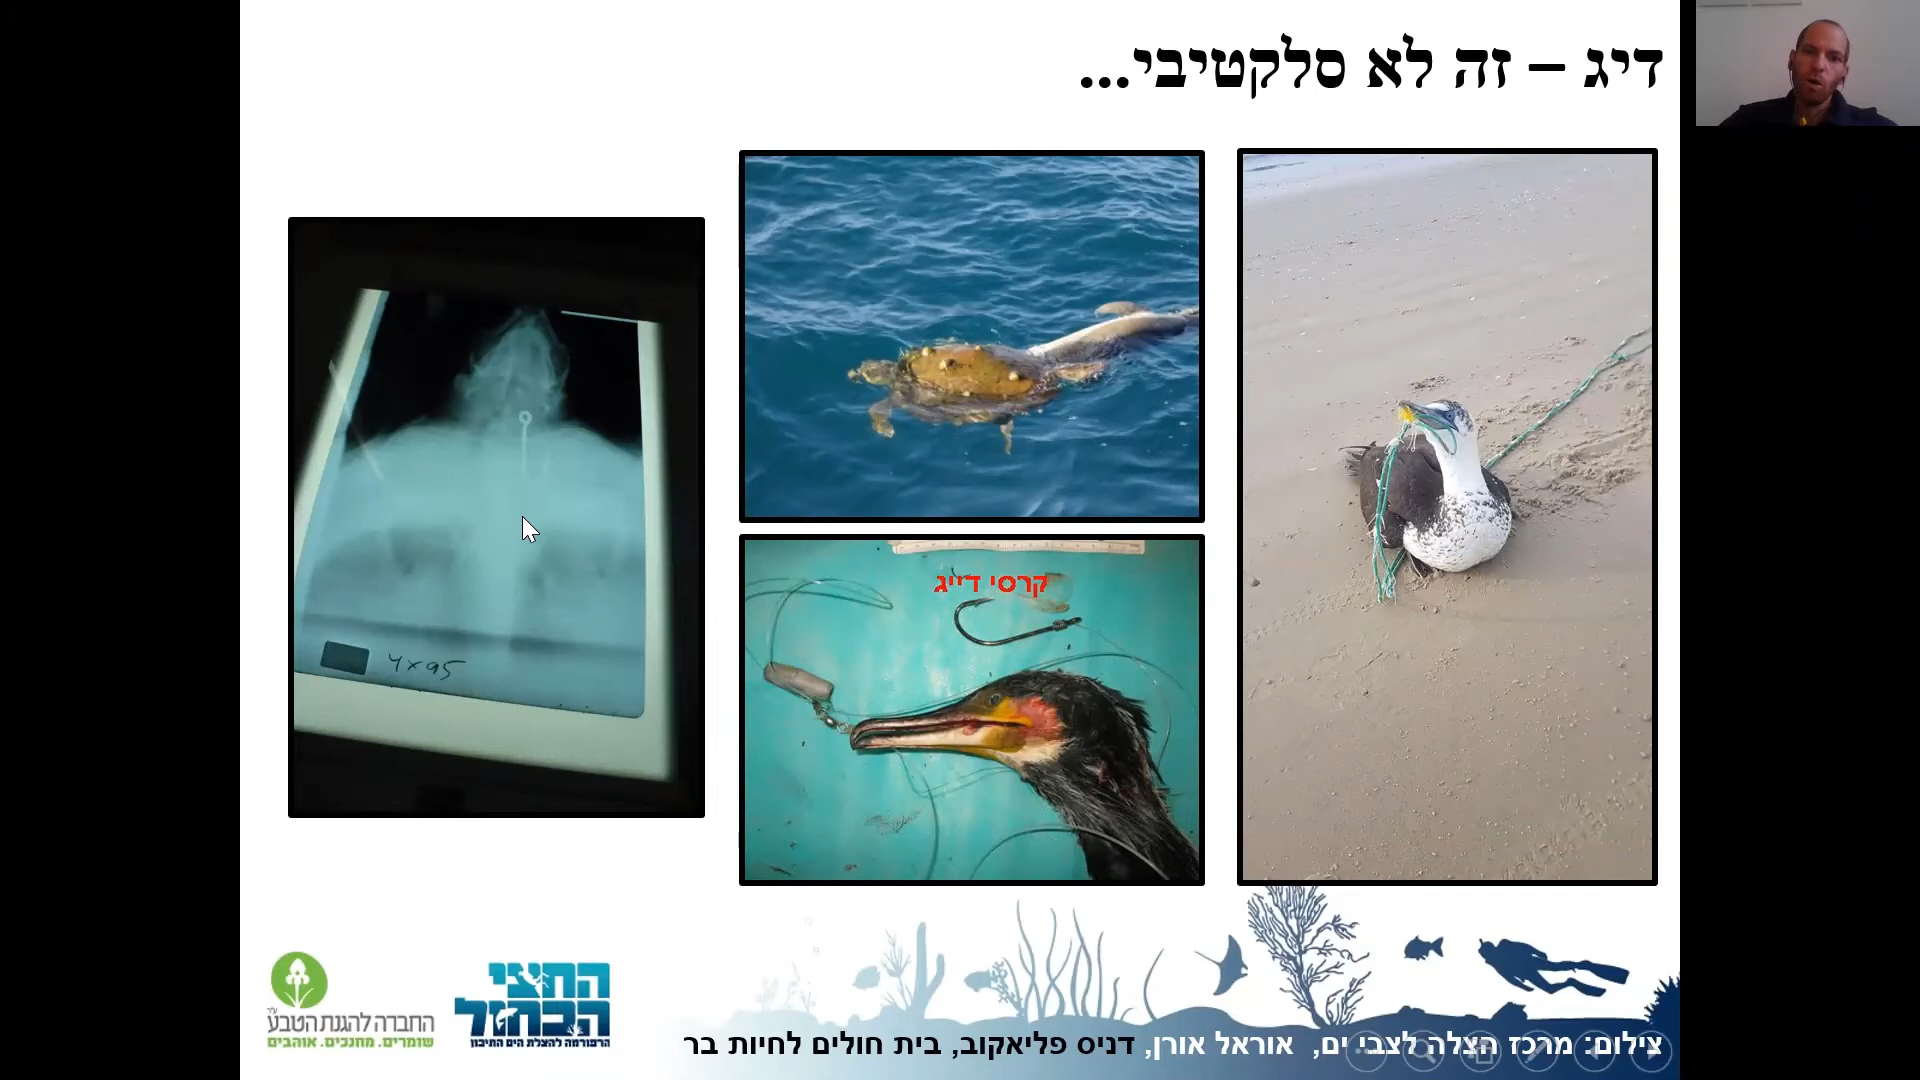 דיג – זה לא סלקטיבי...
קרסי דייג
4x95
החצי
הכחול
הרפורמה להצלת הים התיכון
החברה להגנת הטבע ע"ר
שומרים. מחנכים. אוהבים
צילום: מרכז הצלה לצבי ים, אוראל אורן, דניס פליאקוב, בית חולים לחיות בר